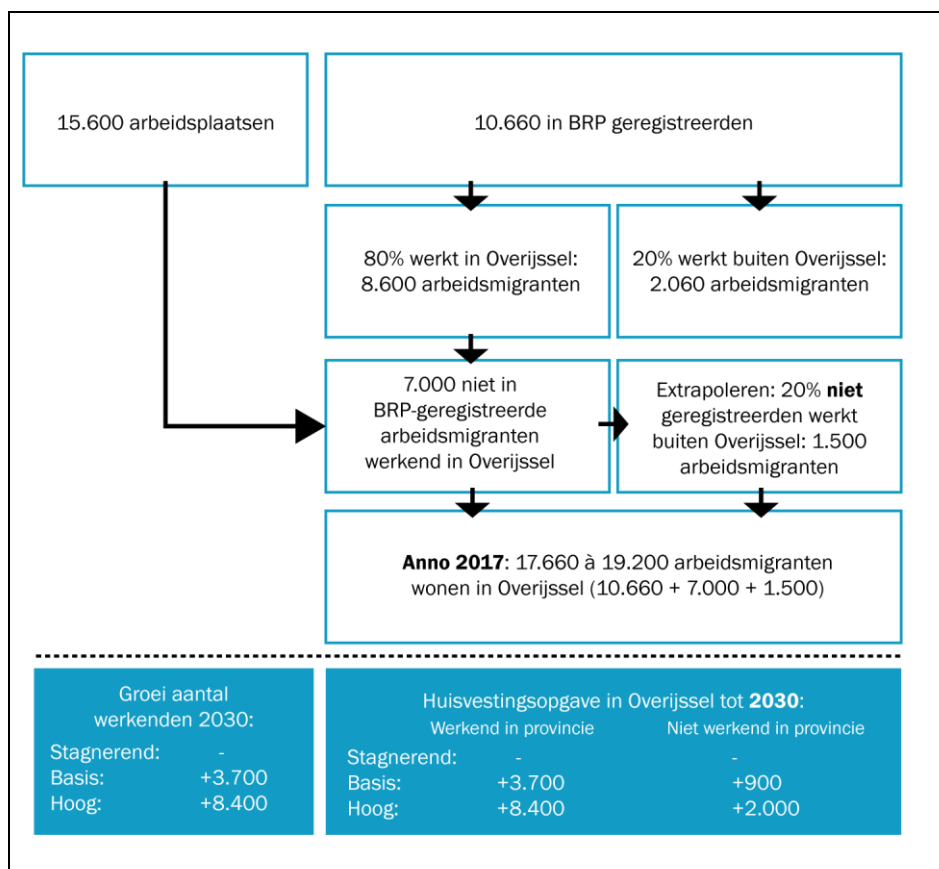 15.600 arbeidsplaatsen
10.660 in BRP geregistreerden
80% werkt in Overijssel:
8.600 arbeidsmigranten
20% werkt buiten Overijssel:
2.060 arbeidsmigranten
7.000 niet in
BRP-geregistreerde
arbeidsmigranten
werkend in Overijssel
Extrapoleren: 20% niet
geregistreerden werkt
buiten Overijssel: 1.500
arbeidsmigranten
Anno 2017: 17.660 à 19.200 arbeidsmigranten
wonen in Overijssel (10.660 + 7.000 + 1.500)
Groei aantal
werkenden 2030:
Stagnerend: -
Basis: +3.700
Hoog: +8.400
Huisvestingsopgave in Overijssel tot 2030:
Werkend in provincie Niet werkend in provincie
Stagnerend: - -
Basis: +3.700 +900
Hoog: +8.400 +2.000